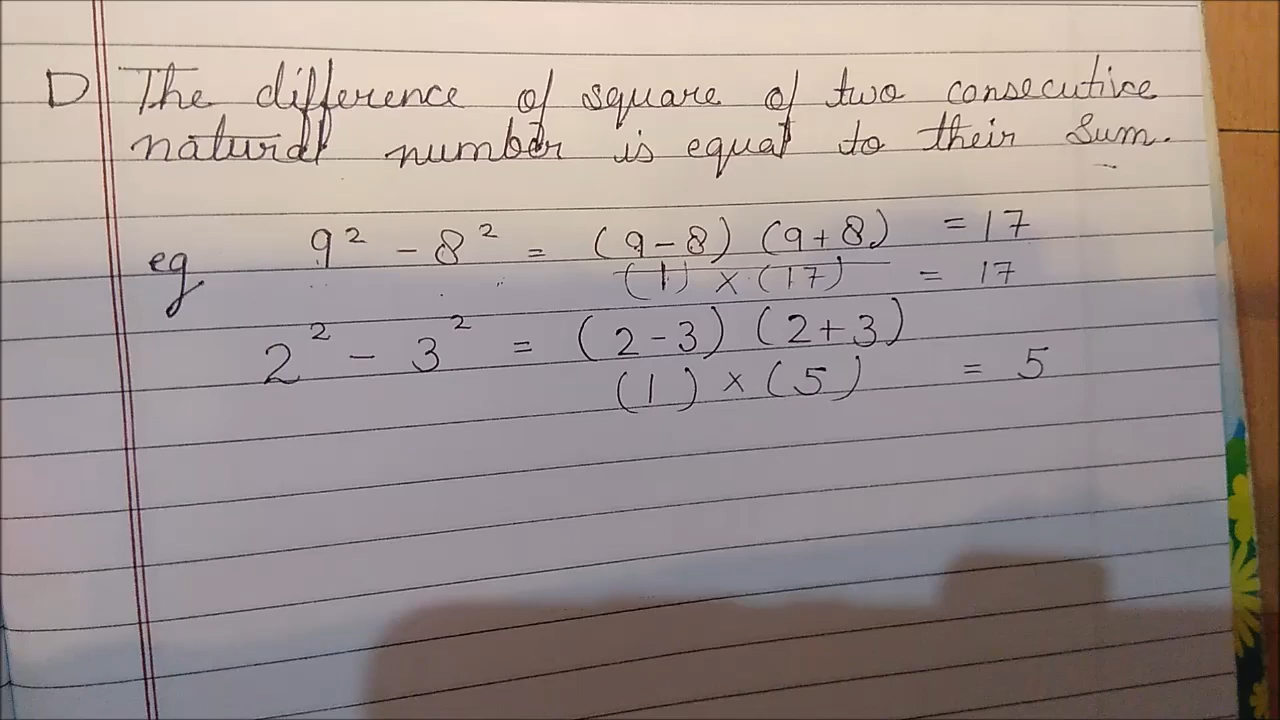 D The difference of square of two consecutive
natural number is equal to their Sum.
eg 9² - 8² = (9-8) (9+8) = 17
(1) × (17) = 17
2² - 3² = (2-3) (2+3)
(1) × (5) = 5